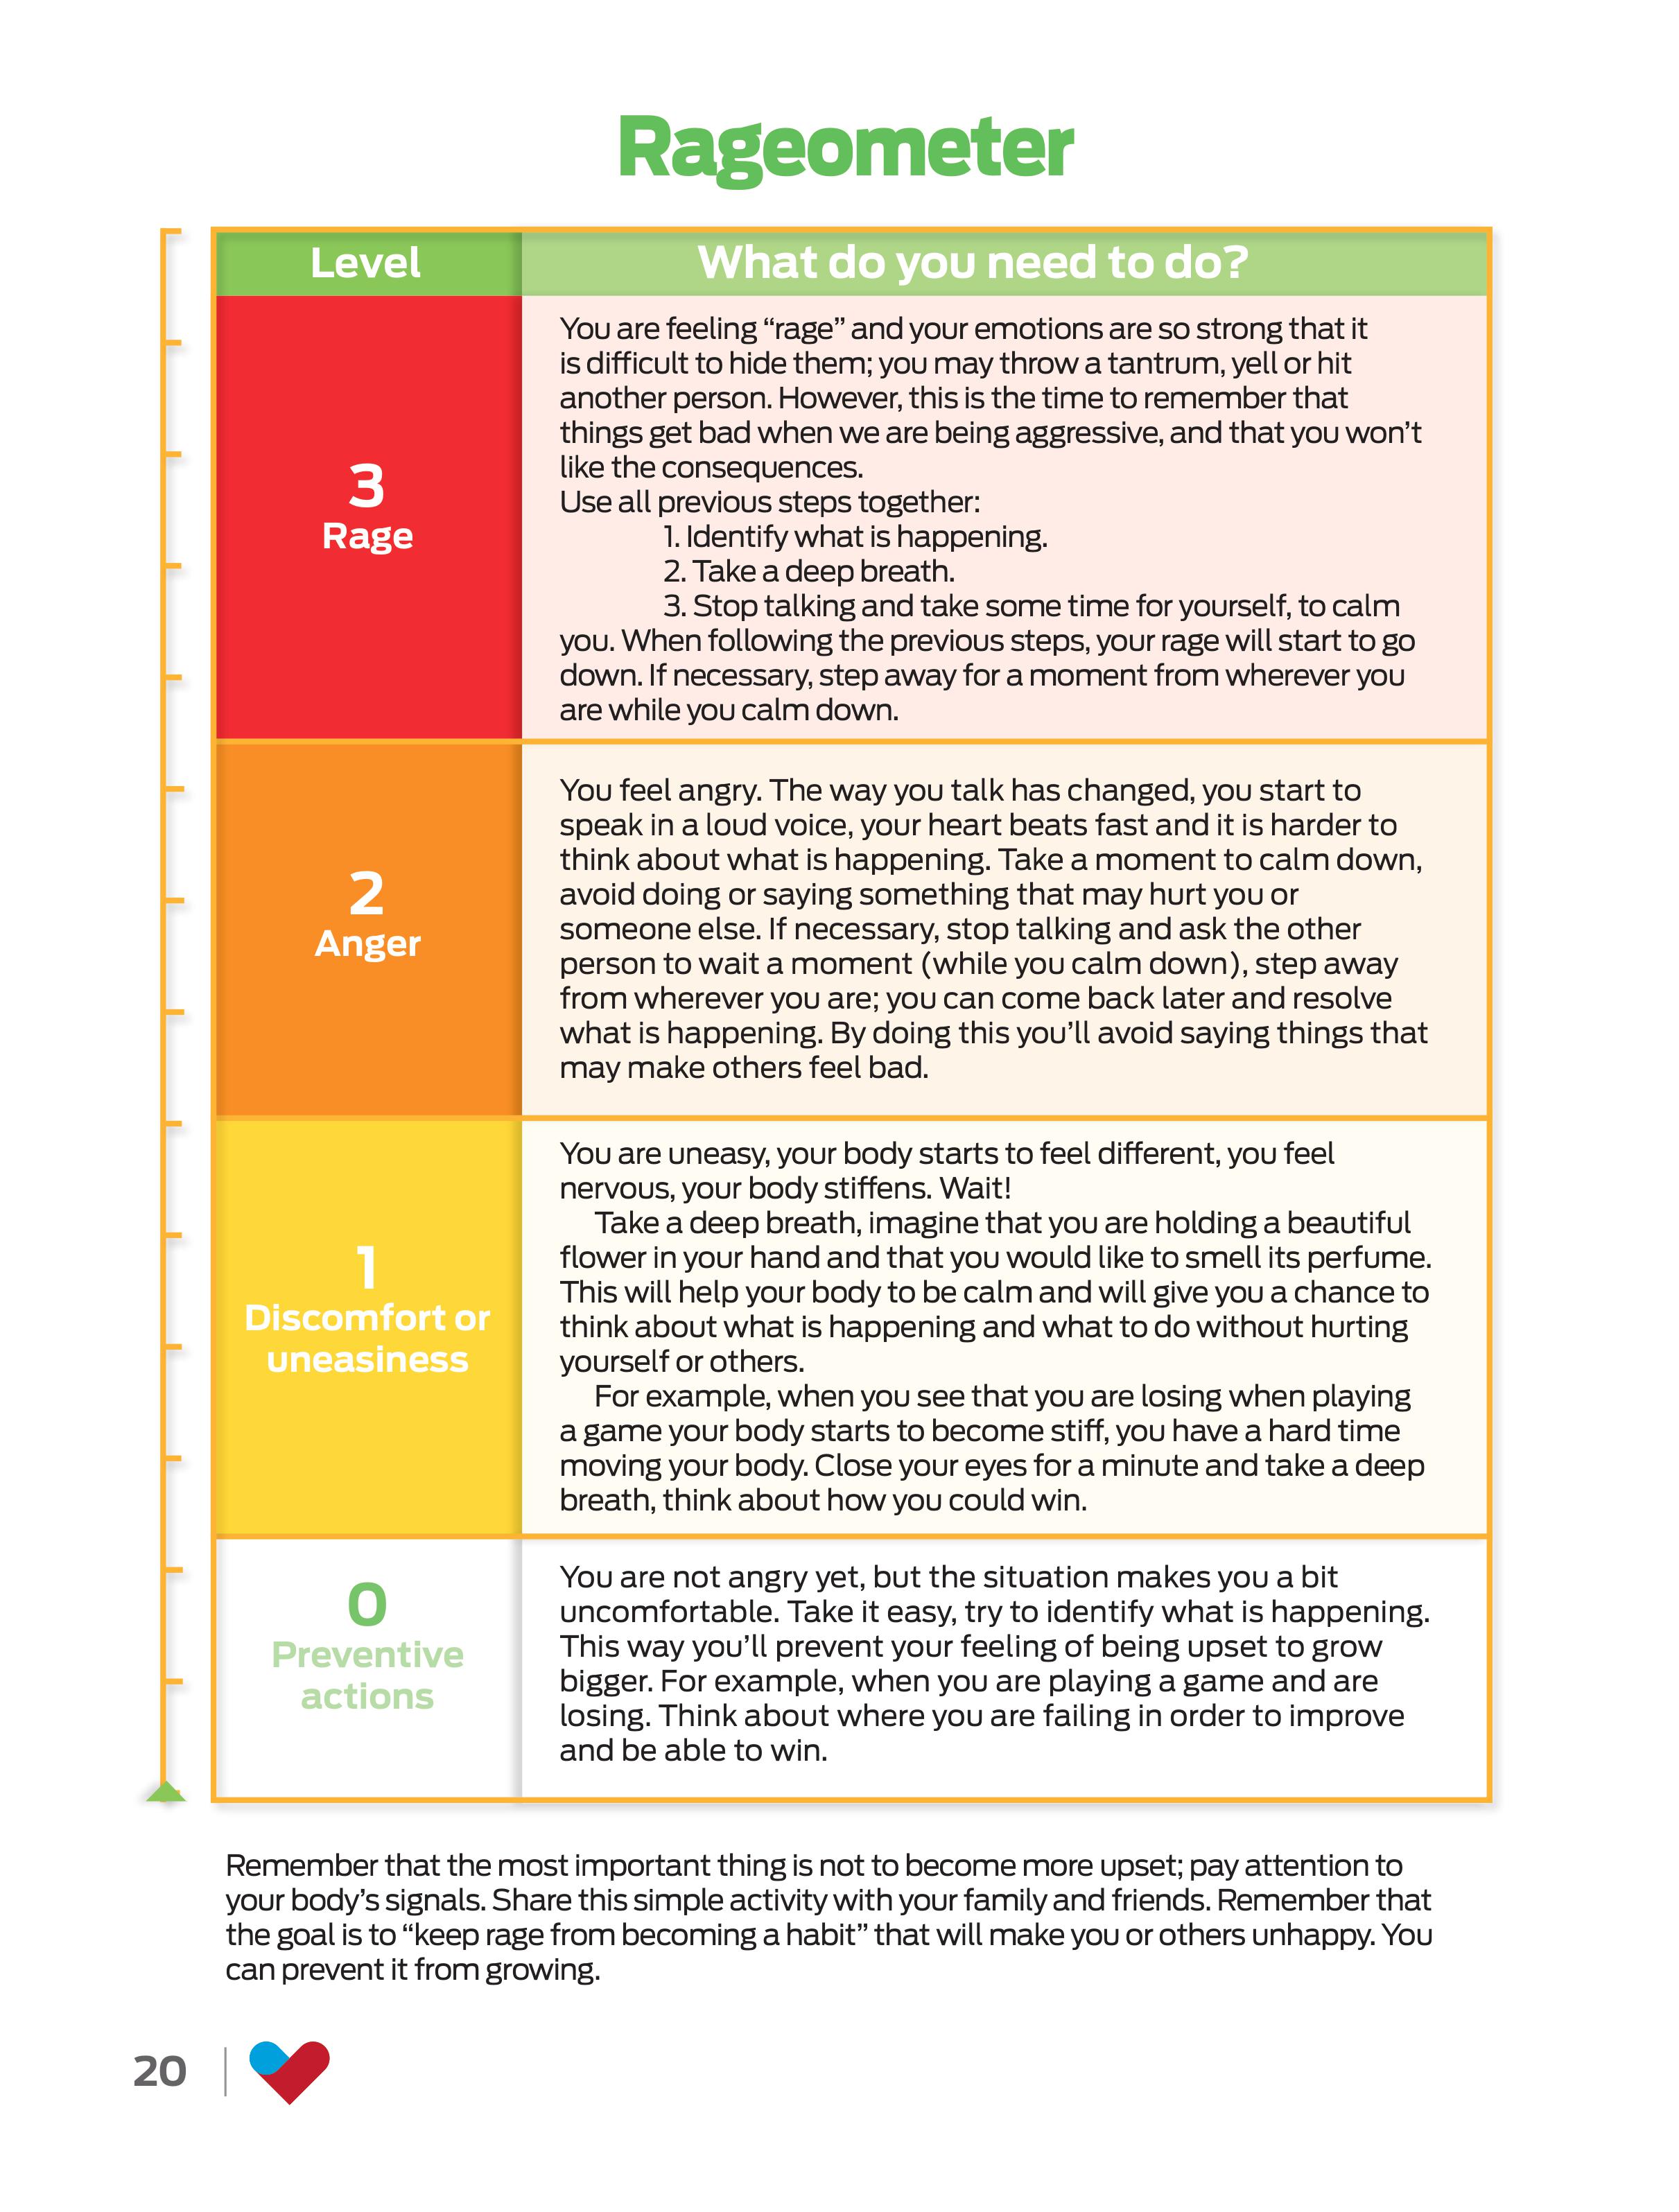 Rageometer
Level
What do you need to do?
3
Rage
You are feeling “rage” and your emotions are so strong that it
is difficult to hide them; you may throw a tantrum, yell or hit
another person. However, this is the time to remember that
things get bad when we are being aggressive, and that you won’t
like the consequences.
Use all previous steps together:
1. Identify what is happening.
2. Take a deep breath.
3. Stop talking and take some time for yourself, to calm
you. When following the previous steps, your rage will start to go
down. If necessary, step away for a moment from wherever you
are while you calm down.
2
Anger
You feel angry. The way you talk has changed, you start to
speak in a loud voice, your heart beats fast and it is harder to
think about what is happening. Take a moment to calm down,
avoid doing or saying something that may hurt you or
someone else. If necessary, stop talking and ask the other
person to wait a moment (while you calm down), step away
from wherever you are; you can come back later and resolve
what is happening. By doing this you’ll avoid saying things that
may make others feel bad.
1
Discomfort or
uneasiness
You are uneasy, your body starts to feel different, you feel
nervous, your body stiffens. Wait!
Take a deep breath, imagine that you are holding a beautiful
flower in your hand and that you would like to smell its perfume.
This will help your body to be calm and will give you a chance to
think about what is happening and what to do without hurting
yourself or others.
For example, when you see that you are losing when playing
a game your body starts to become stiff, you have a hard time
moving your body. Close your eyes for a minute and take a deep
breath, think about how you could win.
0
Preventive
actions
You are not angry yet, but the situation makes you a bit
uncomfortable. Take it easy, try to identify what is happening.
This way you’ll prevent your feeling of being upset to grow
bigger. For example, when you are playing a game and are
losing. Think about where you are failing in order to improve
and be able to win.
Remember that the most important thing is not to become more upset; pay attention to
your body’s signals. Share this simple activity with your family and friends. Remember that
the goal is to “keep rage from becoming a habit” that will make you or others unhappy. You
can prevent it from growing.
20